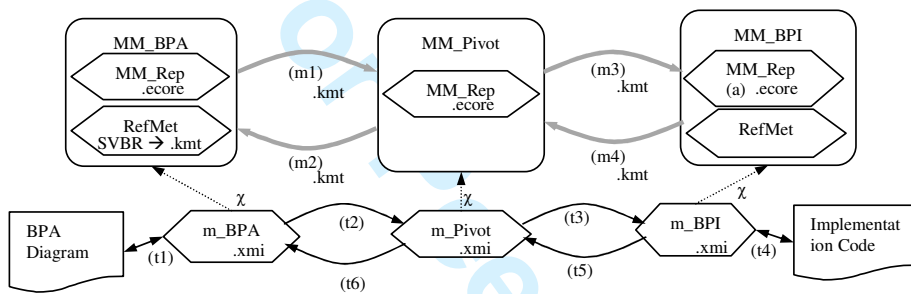 MM_BPA
MM_Rep
.ecore
RefMet
SVBR → .kmt
(m1)
.kmt
(m2)
.kmt
MM_Pivot
MM_Rep
.ecore
(m3)
.kmt
(m4)
.kmt
MM_BPI
MM_Rep
(a) .ecore
RefMet
χ
χ
χ
BPA
Diagram
(t1)
m_BPA
.xmi
(t2)
(t6)
m_Pivot
.xmi
(t3)
(t5)
m_BPI
.xmi
(t4)
Implementat
ion Code